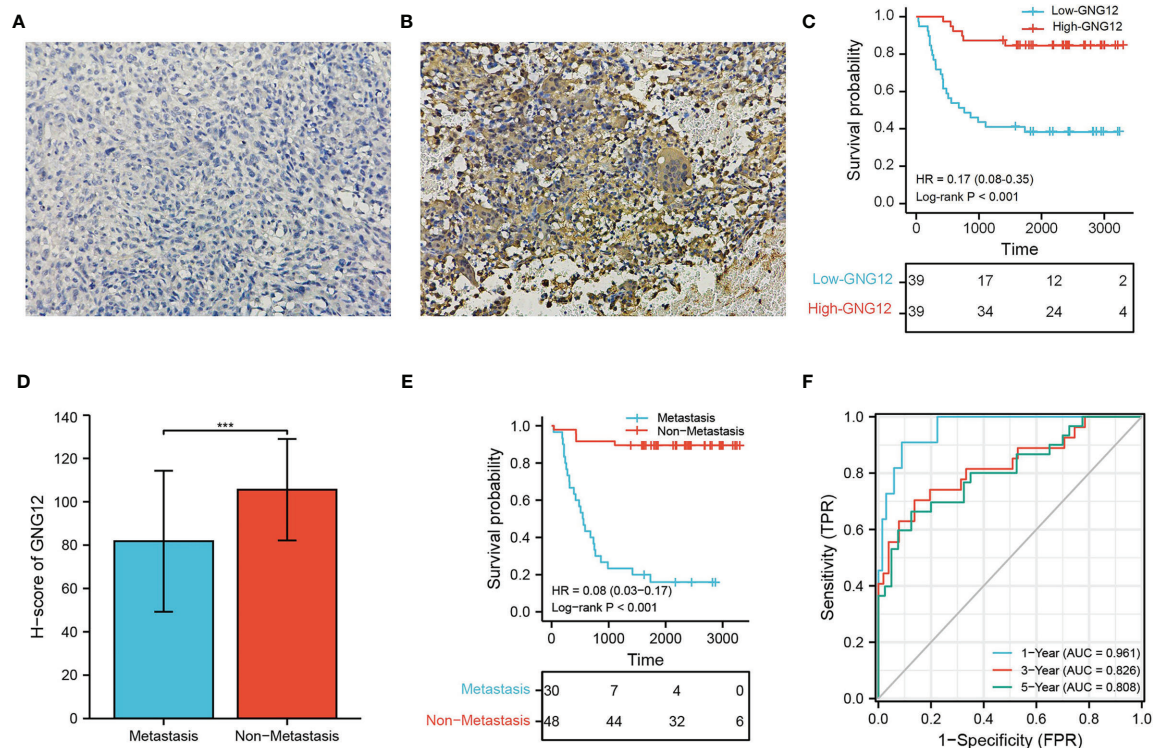 A
B
C
Low-GNG12
High-GNG12
1.0
0.8
0.6
0.4
0.2
0.0
Survival probability
HR = 0.17 (0.08-0.35)
Log-rank P < 0.001
0 1000 2000 3000
Time
Low-GNG12 39 17 12 2
High-GNG12 39 34 24 4
D
140
120
100
80
60
40
20
0
H-score of GNG12
***
Metastasis Non-Metastasis
E
Metastasis
Non-Metastasis
1.0
0.8
0.6
0.4
0.2
0.0
Survival probability
HR = 0.08 (0.03−0.17)
Log−rank P < 0.001
0 1000 2000 3000
Time
Metastasis 30 7 4 0
Non−Metastasis 48 44 32 6
F
1.0
0.8
0.6
0.4
0.2
0.0
Sensitivity (TPR)
1−Year (AUC = 0.961)
3−Year (AUC = 0.826)
5−Year (AUC = 0.808)
0.0 0.2 0.4 0.6 0.8 1.0
1−Specificity (FPR)